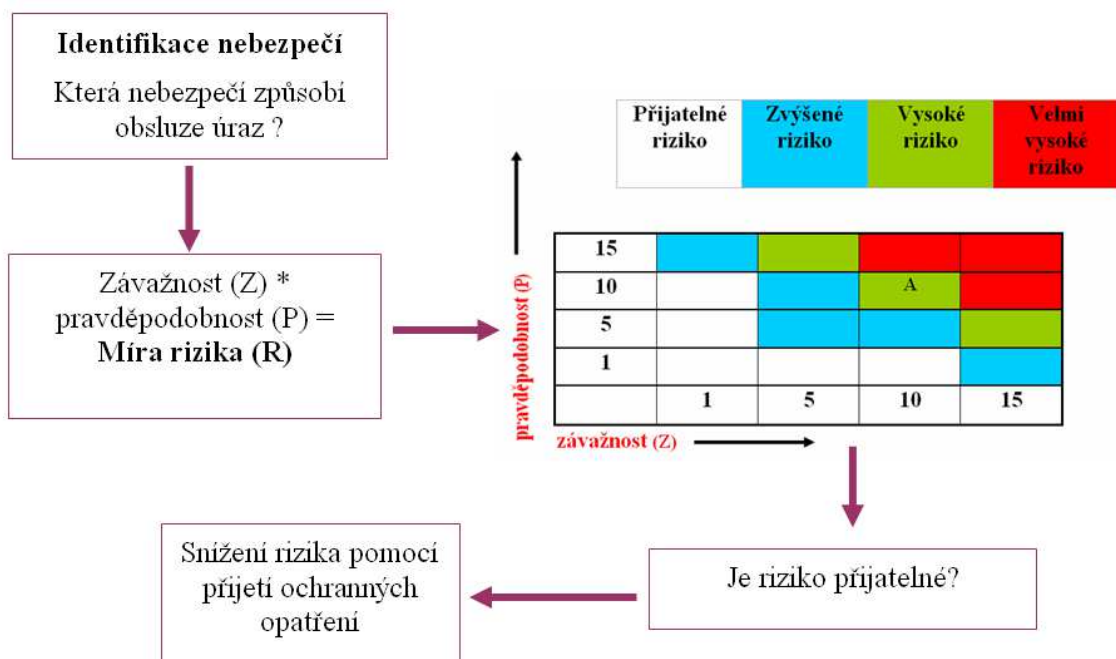 Identifikace nebezpečí
Která nebezpečí způsobí
obsluze úraz ?
Závažnost (Z) *
pravděpodobnost (P) =
Míra rizika (R)
Přijatelné
riziko
Zvýšené
riziko
Vysoké
riziko
Velmi
vysoké
riziko
pravděpodobnost (P)
15
10 A
5
1
1 5 10 15
závažnost (Z)
Je riziko přijatelné?
Snížení rizika pomocí
přijetí ochranných
opatření